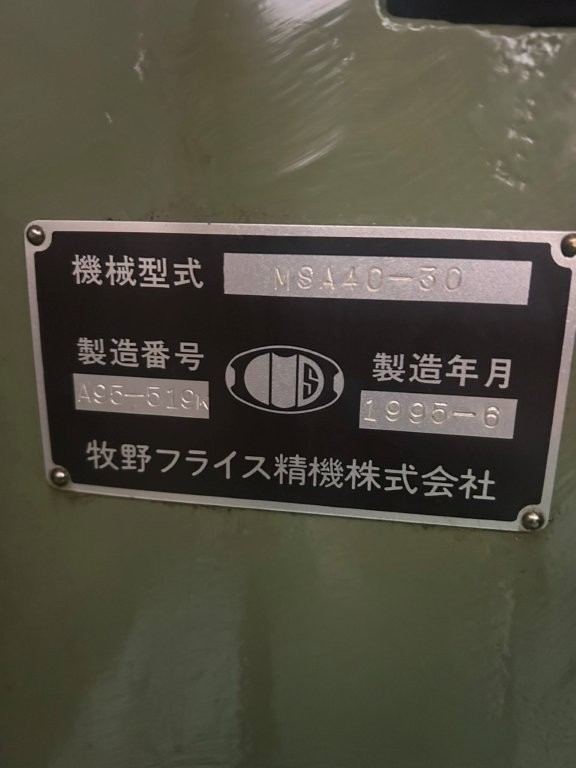 機械型式 MSA40-30
製造番号 製造年月
A95-519W 1995-6
牧野フライス精機株式会社